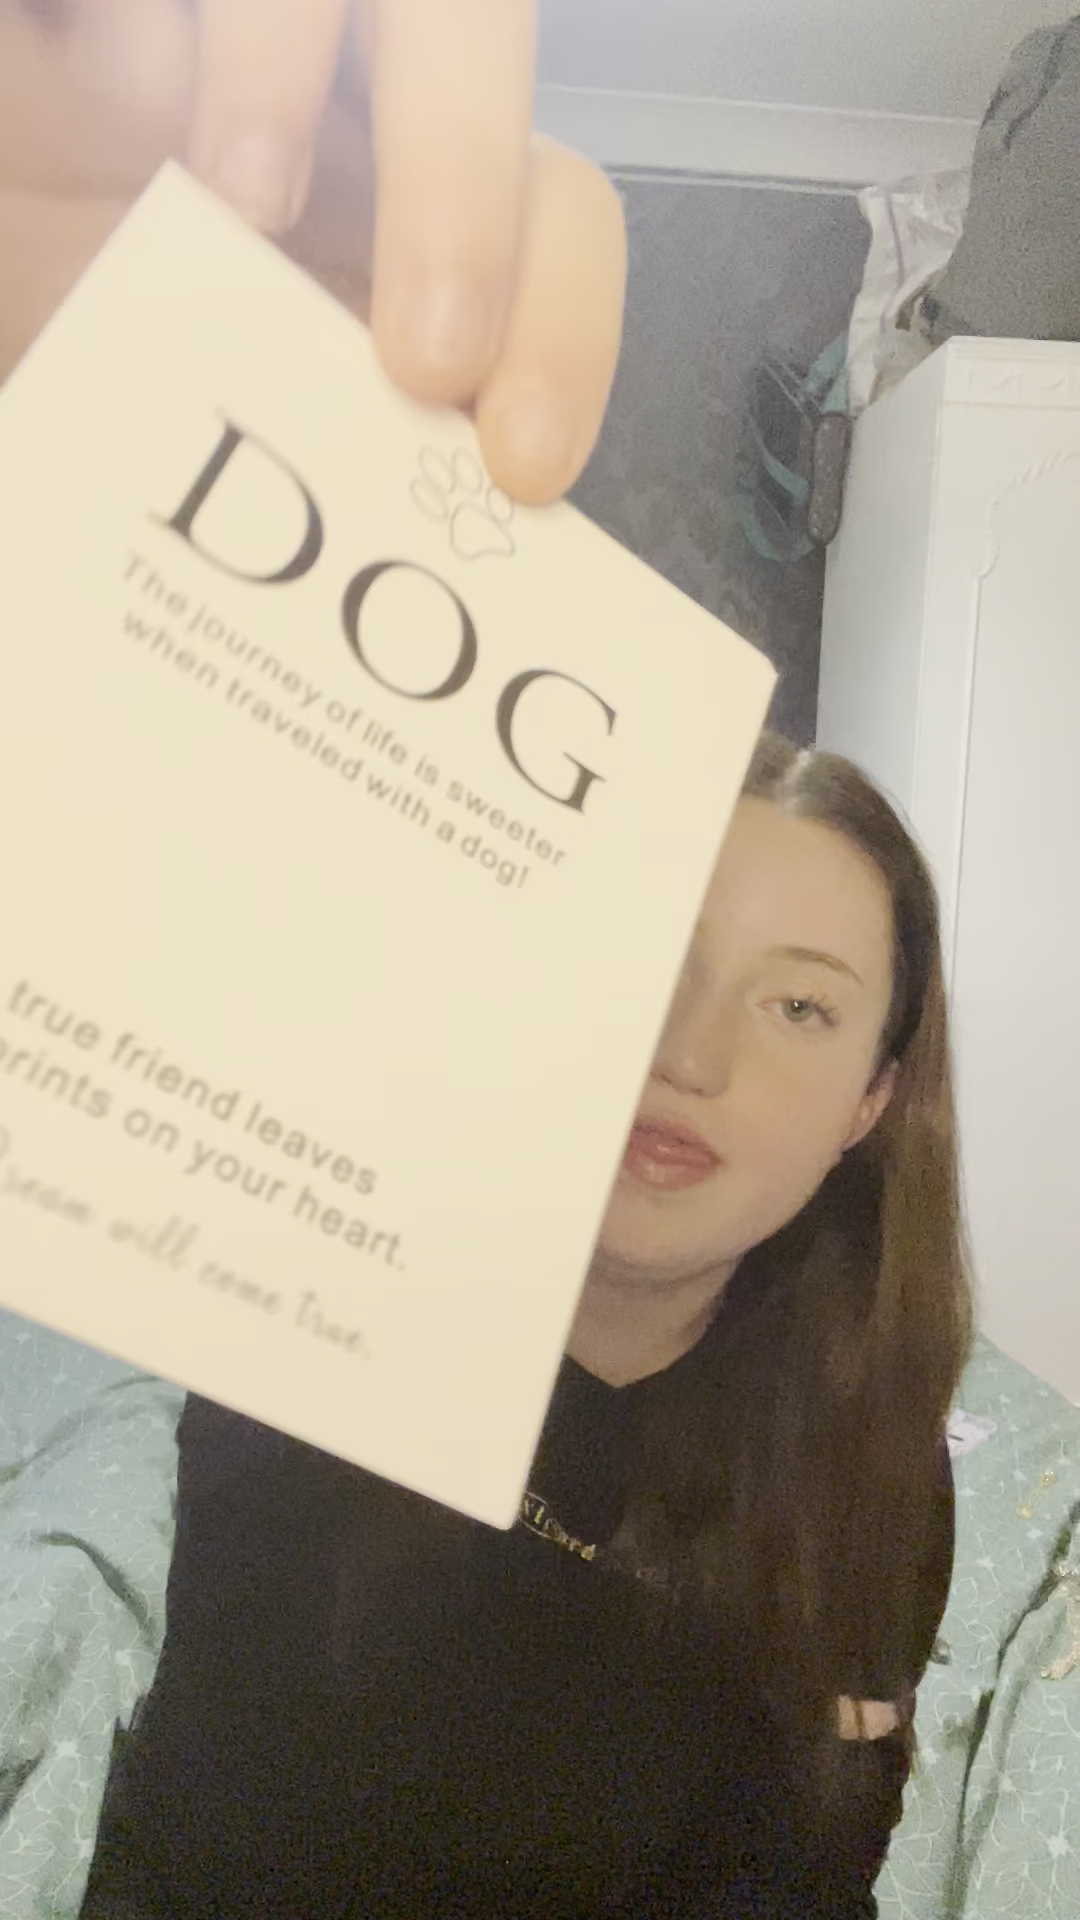 DOG
The journey of life is sweeter
when traveled with a dog!
true friend leaves
prints on your heart.
Dream will come true.